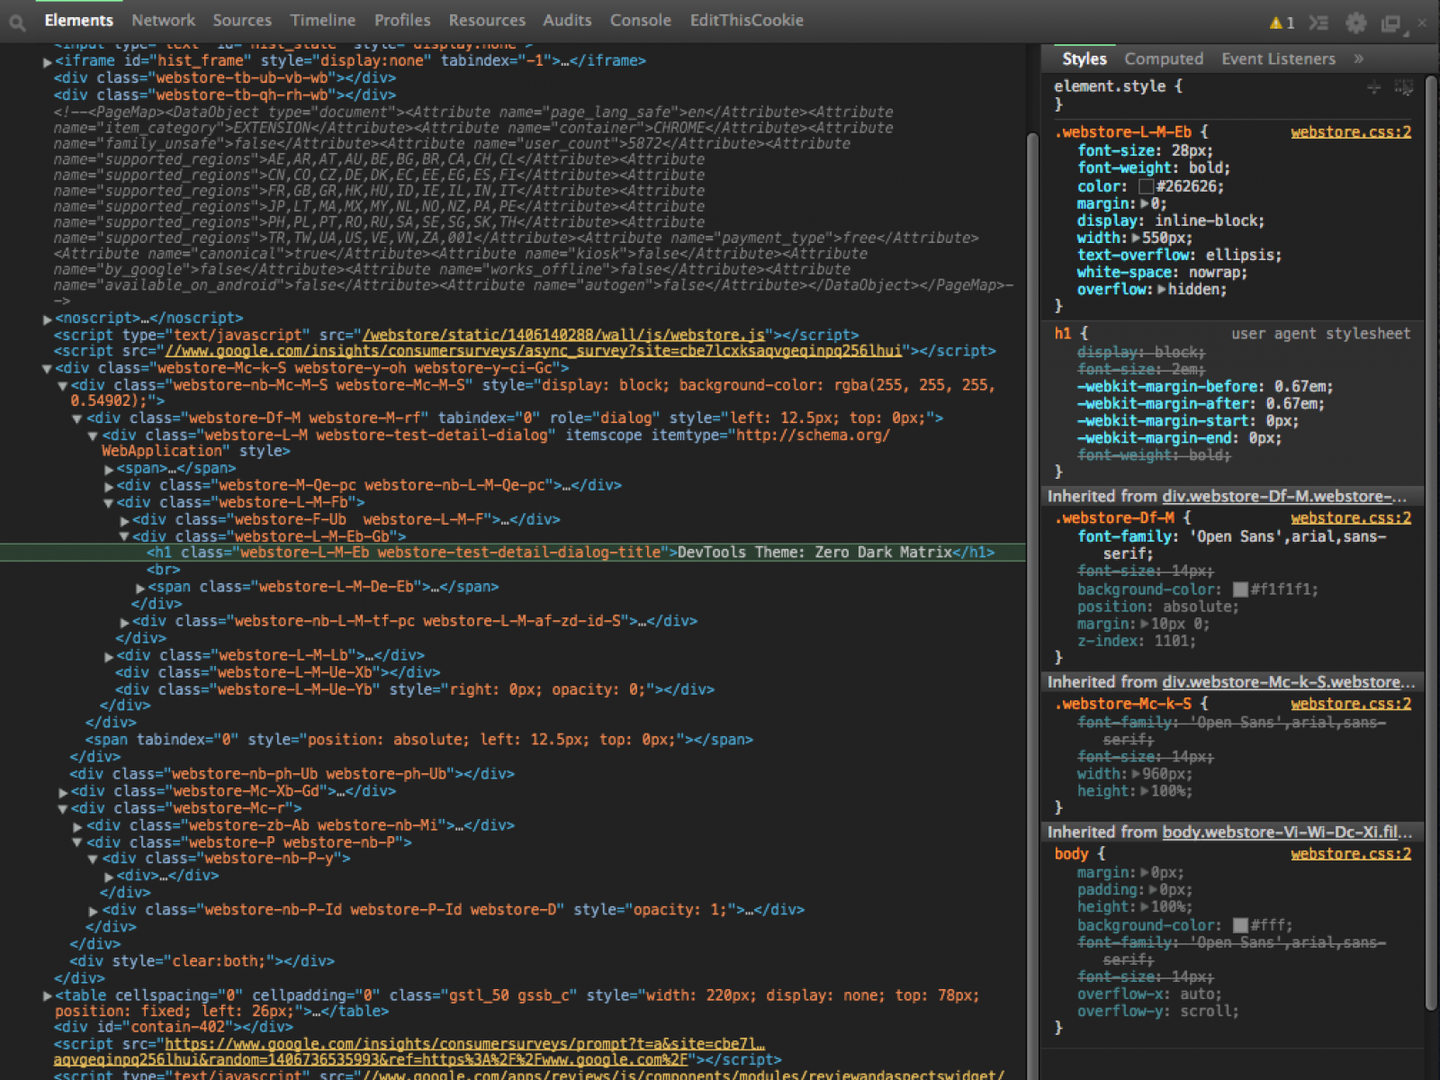 Elements Network Sources Timeline Profiles Resources Audits Console EditThisCookie 1
<input type="text" id="hist_state" style="display:none">
<iframe id="hist_frame" style="display:none" tabindex="-1">…</iframe>
<div class="webstore-tb-ub-vb-wb"></div>
<div class="webstore-tb-qh-rh-wb"></div>
<!--<PageMap><DataObject type="document"><Attribute name="page_lang_safe">en</Attribute><Attribute
name="item_category">EXTENSION</Attribute><Attribute name="container">CHROME</Attribute><Attribute
name="family_unsafe">false</Attribute><Attribute name="user_count">5872</Attribute><Attribute
name="supported_regions">AE,AR,AT,AU,BE,BG,BR,CA,CH,CL</Attribute><Attribute
name="supported_regions">CN,CO,CZ,DE,DK,EC,EE,EG,ES,FI</Attribute><Attribute
name="supported_regions">FR,GB,GR,HK,HU,ID,IE,IL,IN,IT</Attribute><Attribute
name="supported_regions">JP,LT,MA,MX,MY,NL,NO,NZ,PA,PE</Attribute><Attribute
name="supported_regions">PH,PL,PT,RO,RU,SA,SE,SG,SK,TH</Attribute><Attribute
name="supported_regions">TR,TW,UA,US,VE,VN,ZA,001</Attribute><Attribute name="payment_type">free</Attribute>
<Attribute name="canonical">true</Attribute><Attribute name="kiosk">false</Attribute><Attribute
name="by_google">false</Attribute><Attribute name="works_offline">false</Attribute><Attribute
name="available_on_android">false</Attribute><Attribute name="autogen">false</Attribute></DataObject></PageMap>-
->
<noscript>…</noscript>
<script type="text/javascript" src="/webstore/static/1406140288/wall/js/webstore.js"></script>
<script src="//www.google.com/insights/consumersurveys/async_survey?site=cbe7lcxksaqvgeqinpq256lhui"></script>
<div class="webstore-Mc-k-S webstore-y-oh webstore-y-ci-Gc">
<div class="webstore-nb-Mc-M-S webstore-Mc-M-S" style="display: block; background-color: rgba(255, 255, 255,
0.54902);">
<div class="webstore-Df-M webstore-M-rf" tabindex="0" role="dialog" style="left: 12.5px; top: 0px;">
<div class="webstore-L-M webstore-test-detail-dialog" itemscope itemtype="http://schema.org/
WebApplication" style>
<span>…</span>
<div class="webstore-M-Qe-pc webstore-nb-L-M-Qe-pc">…</div>
<div class="webstore-L-M-Fb">
<div class="webstore-F-Ub  webstore-L-M-F">…</div>
<div class="webstore-L-M-Eb-Gb">
<h1 class="webstore-L-M-Eb webstore-test-detail-dialog-title">DevTools Theme: Zero Dark Matrix</h1>
<br>
<span class="webstore-L-M-De-Eb">…</span>
</div>
<div class="webstore-nb-L-M-tf-pc webstore-L-M-af-zd-id-S">…</div>
</div>
<div class="webstore-L-M-Lb">…</div>
<div class="webstore-L-M-Ue-Xb"></div>
<div class="webstore-L-M-Ue-Yb" style="right: 0px; opacity: 0;"></div>
</div>
</div>
<span tabindex="0" style="position: absolute; left: 12.5px; top: 0px;"></span>
</div>
<div class="webstore-nb-ph-Ub webstore-ph-Ub"></div>
<div class="webstore-Mc-Xb-Gd">…</div>
<div class="webstore-Mc-r">
<div class="webstore-zb-Ab webstore-nb-Mi">…</div>
<div class="webstore-P webstore-nb-P">
<div class="webstore-nb-P-y">
<div>…</div>
</div>
<div class="webstore-nb-P-Id webstore-P-Id webstore-D" style="opacity: 1;">…</div>
</div>
</div>
<div style="clear:both;"></div>
</div>
<table cellspacing="0" cellpadding="0" class="gstl_50 gssb_c" style="width: 220px; display: none; top: 78px;
position: fixed; left: 26px;">…</table>
<div id="contain-402"></div>
<script src="https://www.google.com/insights/consumersurveys/prompt?t=a&site=cbe7l…
aqvgeqinpq256lhui&random=1406736535993&ref=https%3A%2F%2Fwww.google.com%2F"></script>
<script type="text/javascript" src="//www.google.com/apps/reviews/js/components/modules/reviewandaspectswidget/
Styles Computed Event Listeners »
element.style {
}
.webstore-L-M-Eb { webstore.css:2
font-size: 28px;
font-weight: bold;
color: #262626;
margin: 0;
display: inline-block;
width: 550px;
text-overflow: ellipsis;
white-space: nowrap;
overflow: hidden;
}
h1 { user agent stylesheet
display: block;
font-size: 2em;
-webkit-margin-before: 0.67em;
-webkit-margin-after: 0.67em;
-webkit-margin-start: 0px;
-webkit-margin-end: 0px;
font-weight: bold;
}
Inherited from div.webstore-Df-M.webstore-…
.webstore-Df-M { webstore.css:2
font-family: 'Open Sans',arial,sans-
serif;
font-size: 14px;
background-color: #f1f1f1;
position: absolute;
margin: 10px 0;
z-index: 1101;
}
Inherited from div.webstore-Mc-k-S.webstore…
.webstore-Mc-k-S { webstore.css:2
font-family: 'Open Sans',arial,sans-
serif;
font-size: 14px;
width: 960px;
height: 100%;
}
Inherited from body.webstore-Vi-Wi-Dc-Xi.fil…
body { webstore.css:2
margin: 0px;
padding: 0px;
height: 100%;
background-color: #fff;
font-family: 'Open Sans',arial,sans-
serif;
font-size: 14px;
overflow-x: auto;
overflow-y: scroll;
}